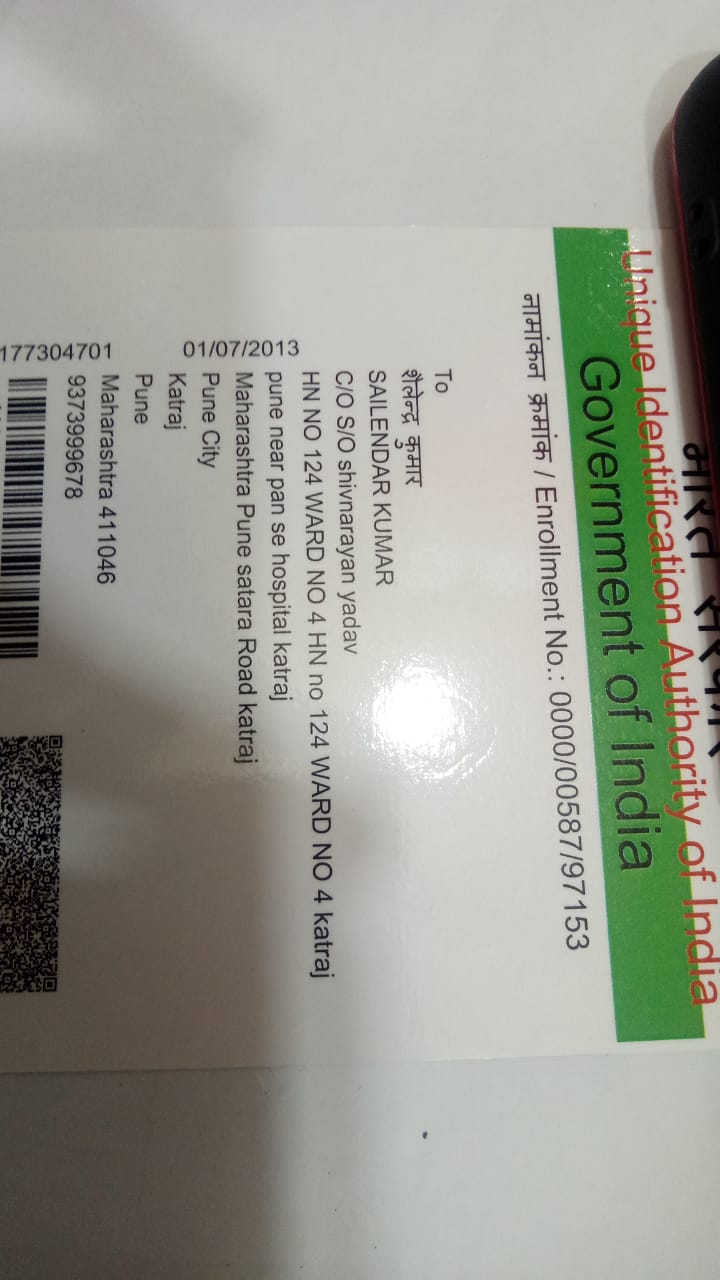 भारत सरकार
Unique Identification Authority of India
Government of India
नामांकन क्रमांक / Enrollment No.: 0000/00587/97153
To
शैलेन्द्र कुमार
SAILENDAR KUMAR
C/O S/O shivnarayan yadav
HN NO 124 WARD NO 4 HN no 124 WARD NO 4 katraj
pune near pan se hospital katraj
Maharashtra Pune satara Road katraj
Pune City
Katraj
Pune
Maharashtra 411046
9373999678
01/07/2013
177304701